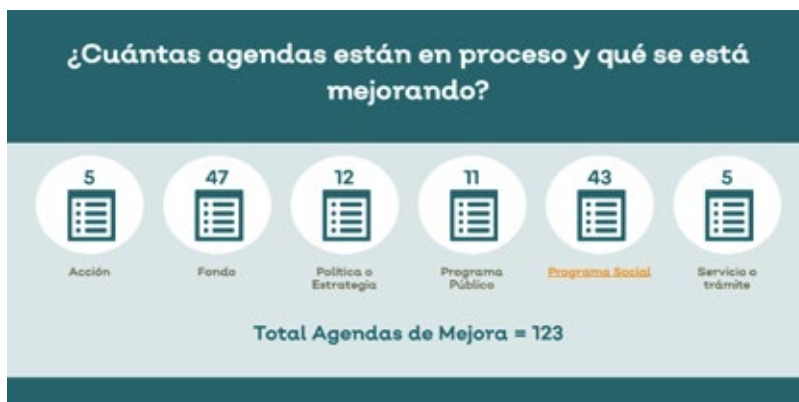 ¿Cuántas agendas están en proceso y qué se está
mejorando?
5
47
12
11
43
5
Acción
Fondo
Política o
Estrategia
Programa
Público
Programa Social
Servicio o
trámite
Total Agendas de Mejora = 123